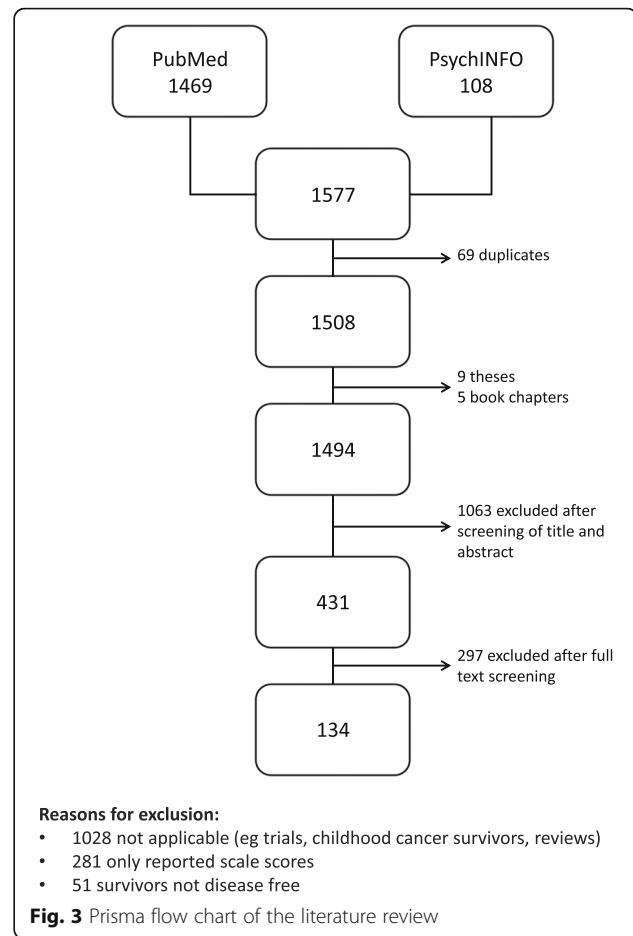 PubMed
1469
PsychINFO
108
1577
69 duplicates
1508
9 theses
5 book chapters
1494
1063 excluded after
screening of title and
abstract
431
297 excluded after full
text screening
134
Reasons for exclusion:
• 1028 not applicable (eg trials, childhood cancer survivors, reviews)
• 281 only reported scale scores
• 51 survivors not disease free
Fig. 3 Prisma flow chart of the literature review